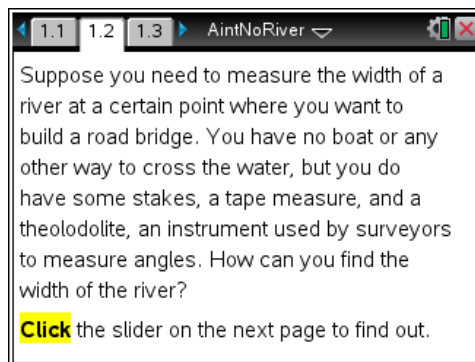 1.1 1.2 1.3 AintNoRiver
Suppose you need to measure the width of a
river at a certain point where you want to
build a road bridge. You have no boat or any
other way to cross the water, but you do
have some stakes, a tape measure, and a
theolodolite, an instrument used by surveyors
to measure angles. How can you find the
width of the river?
Click the slider on the next page to find out.